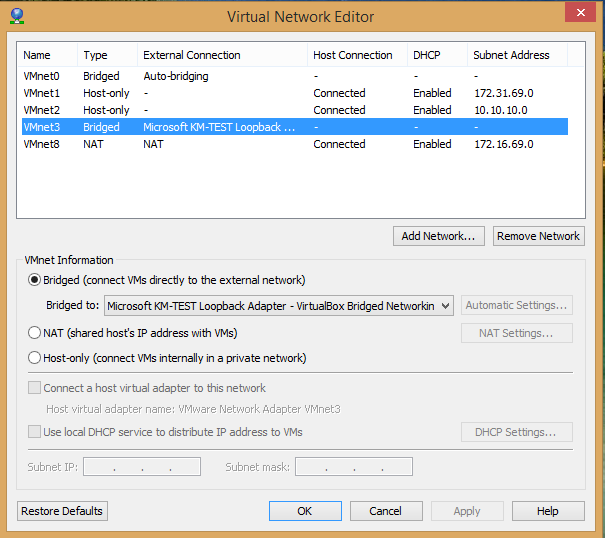 Virtual Network Editor
Name Type External Connection Host Connection DHCP Subnet Address
VMnet0 Bridged Auto-bridging - - -
VMnet1 Host-only - Connected Enabled 172.31.69.0
VMnet2 Host-only - Connected Enabled 10.10.10.0
VMnet3 Bridged Microsoft KM-TEST Loopback ... - - -
VMnet8 NAT NAT Connected Enabled 172.16.69.0
Add Network... Remove Network
VMnet Information
Bridged (connect VMs directly to the external network)
Bridged to: Microsoft KM-TEST Loopback Adapter - VirtualBox Bridged Networkin Automatic Settings...
NAT (shared host's IP address with VMs) NAT Settings...
Host-only (connect VMs internally in a private network)
Connect a host virtual adapter to this network
Host virtual adapter name: VMware Network Adapter VMnet3
Use local DHCP service to distribute IP address to VMs DHCP Settings...
Subnet IP: . . . Subnet mask: . . .
Restore Defaults OK Cancel Apply Help